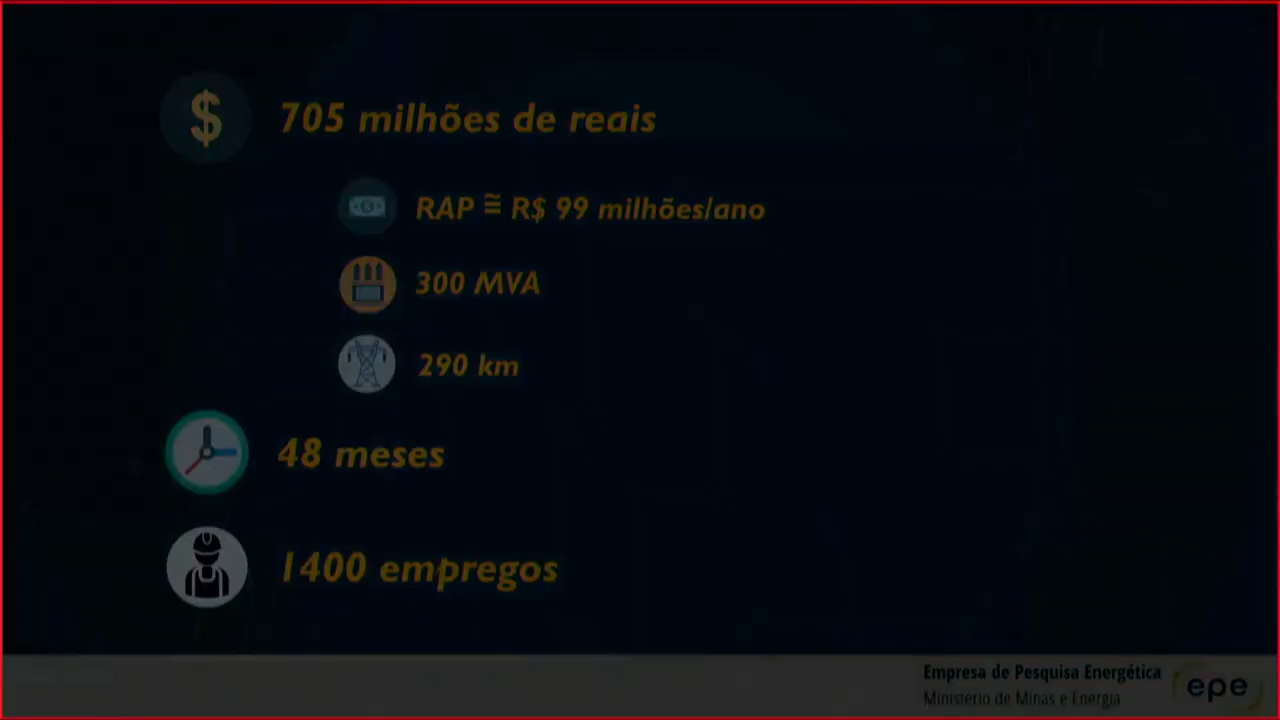 $
705 milhões de reais
RAP ≅ R$ 99 milhões/ano
300 MVA
290 km
48 meses
1400 empregos
Empresa de Pesquisa Energética
Ministério de Minas e Energia
epe